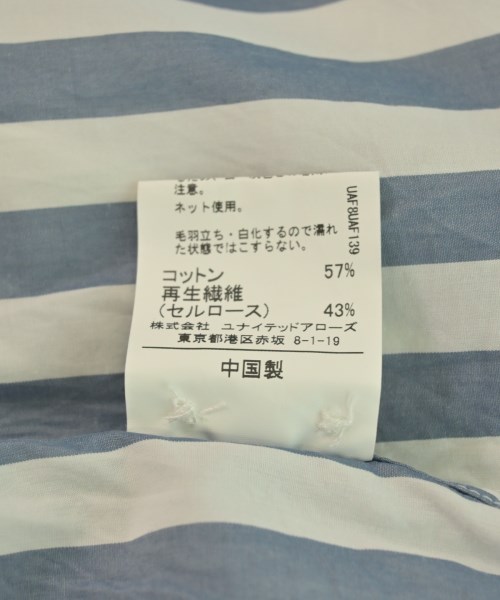 注意。
ネット使用。
毛羽立ち・白化するので濡れ
た状態ではこすらない。
コットン 57%
再生繊維
(セルロース) 43%
株式会社 ユナイテッドアローズ
東京都港区赤坂 8-1-19
中国製
UAF8UAF139